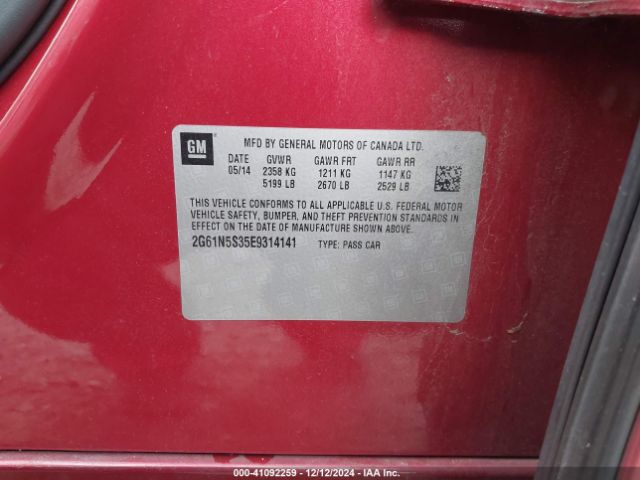 GM
MFD BY GENERAL MOTORS OF CANADA LTD.
DATE GVWR GAWR FRT GAWR RR
05/14 2358 KG 1211 KG 1147 KG
5199 LB 2670 LB 2529 LB
THIS VEHICLE CONFORMS TO ALL APPLICABLE U.S. FEDERAL MOTOR
VEHICLE SAFETY, BUMPER, AND THEFT PREVENTION STANDARDS IN
EFFECT ON THE DATE OF MANUFACTURE SHOWN ABOVE.
2G61N5S35E9314141 TYPE: PASS CAR
000-41092259 - 12/12/2024 - IAA Inc.